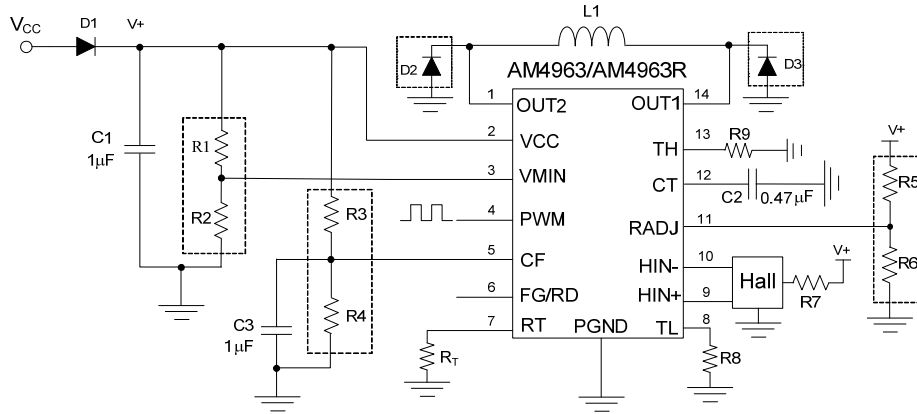 VCC
D1
V+
L1
D2
D3
AM4963/AM4963R
1
OUT2
OUT1
14
2
VCC
TH
13
R9
3
VMIN
CT
12
C2
0.47μF
4
PWM
RADJ
11
5
CF
HIN-
10
6
FG/RD
HIN+
9
7
RT
PGND
TL
8
C1
1μF
R1
R2
R3
R4
C3
1μF
RT
R8
Hall
R7
V+
V+
R5
R6